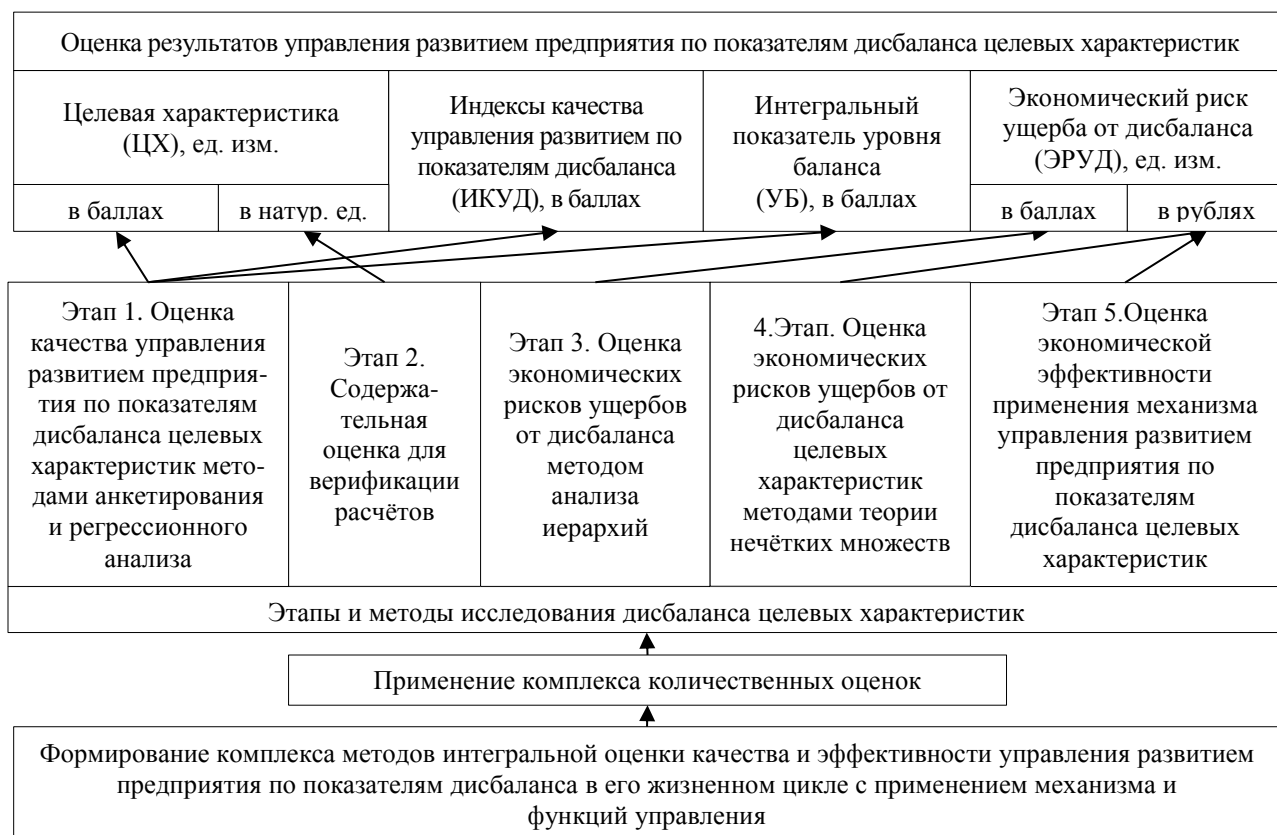 Оценка результатов управления развитием предприятия по показателям дисбаланса целевых характеристик
Целевая характеристика
(ЦХ), ед. изм.
в баллах
в натур. ед.
Индексы качества
управления развитием по
показателям дисбаланса
(ИКУД), в баллах
Интегральный
показатель уровня
баланса
(УБ), в баллах
Экономический риск
ущерба от дисбаланса
(ЭРУД), ед. изм.
в баллах
в рублях
Этап 1. Оценка
качества управления
развитием предприя-
тия по показателям
дисбаланса целевых
характеристик мето-
дами анкетирования
и регрессионного
анализа
Этап 2.
Содержа-
тельная
оценка для
верификации
расчётов
Этап 3. Оценка
экономических
рисков ущербов
от дисбаланса
методом
анализа
иерархий
4.Этап. Оценка
экономических
рисков ущербов от
дисбаланса
целевых
характеристик
методами теории
нечётких множеств
Этап 5.Оценка
экономической
эффективности
применения механизма
управления развитием
предприятия по
показателям
дисбаланса целевых
характеристик
Этапы и методы исследования дисбаланса целевых характеристик
Применение комплекса количественных оценок
Формирование комплекса методов интегральной оценки качества и эффективности управления развитием
предприятия по показателям дисбаланса в его жизненном цикле с применением механизма и
функций управления